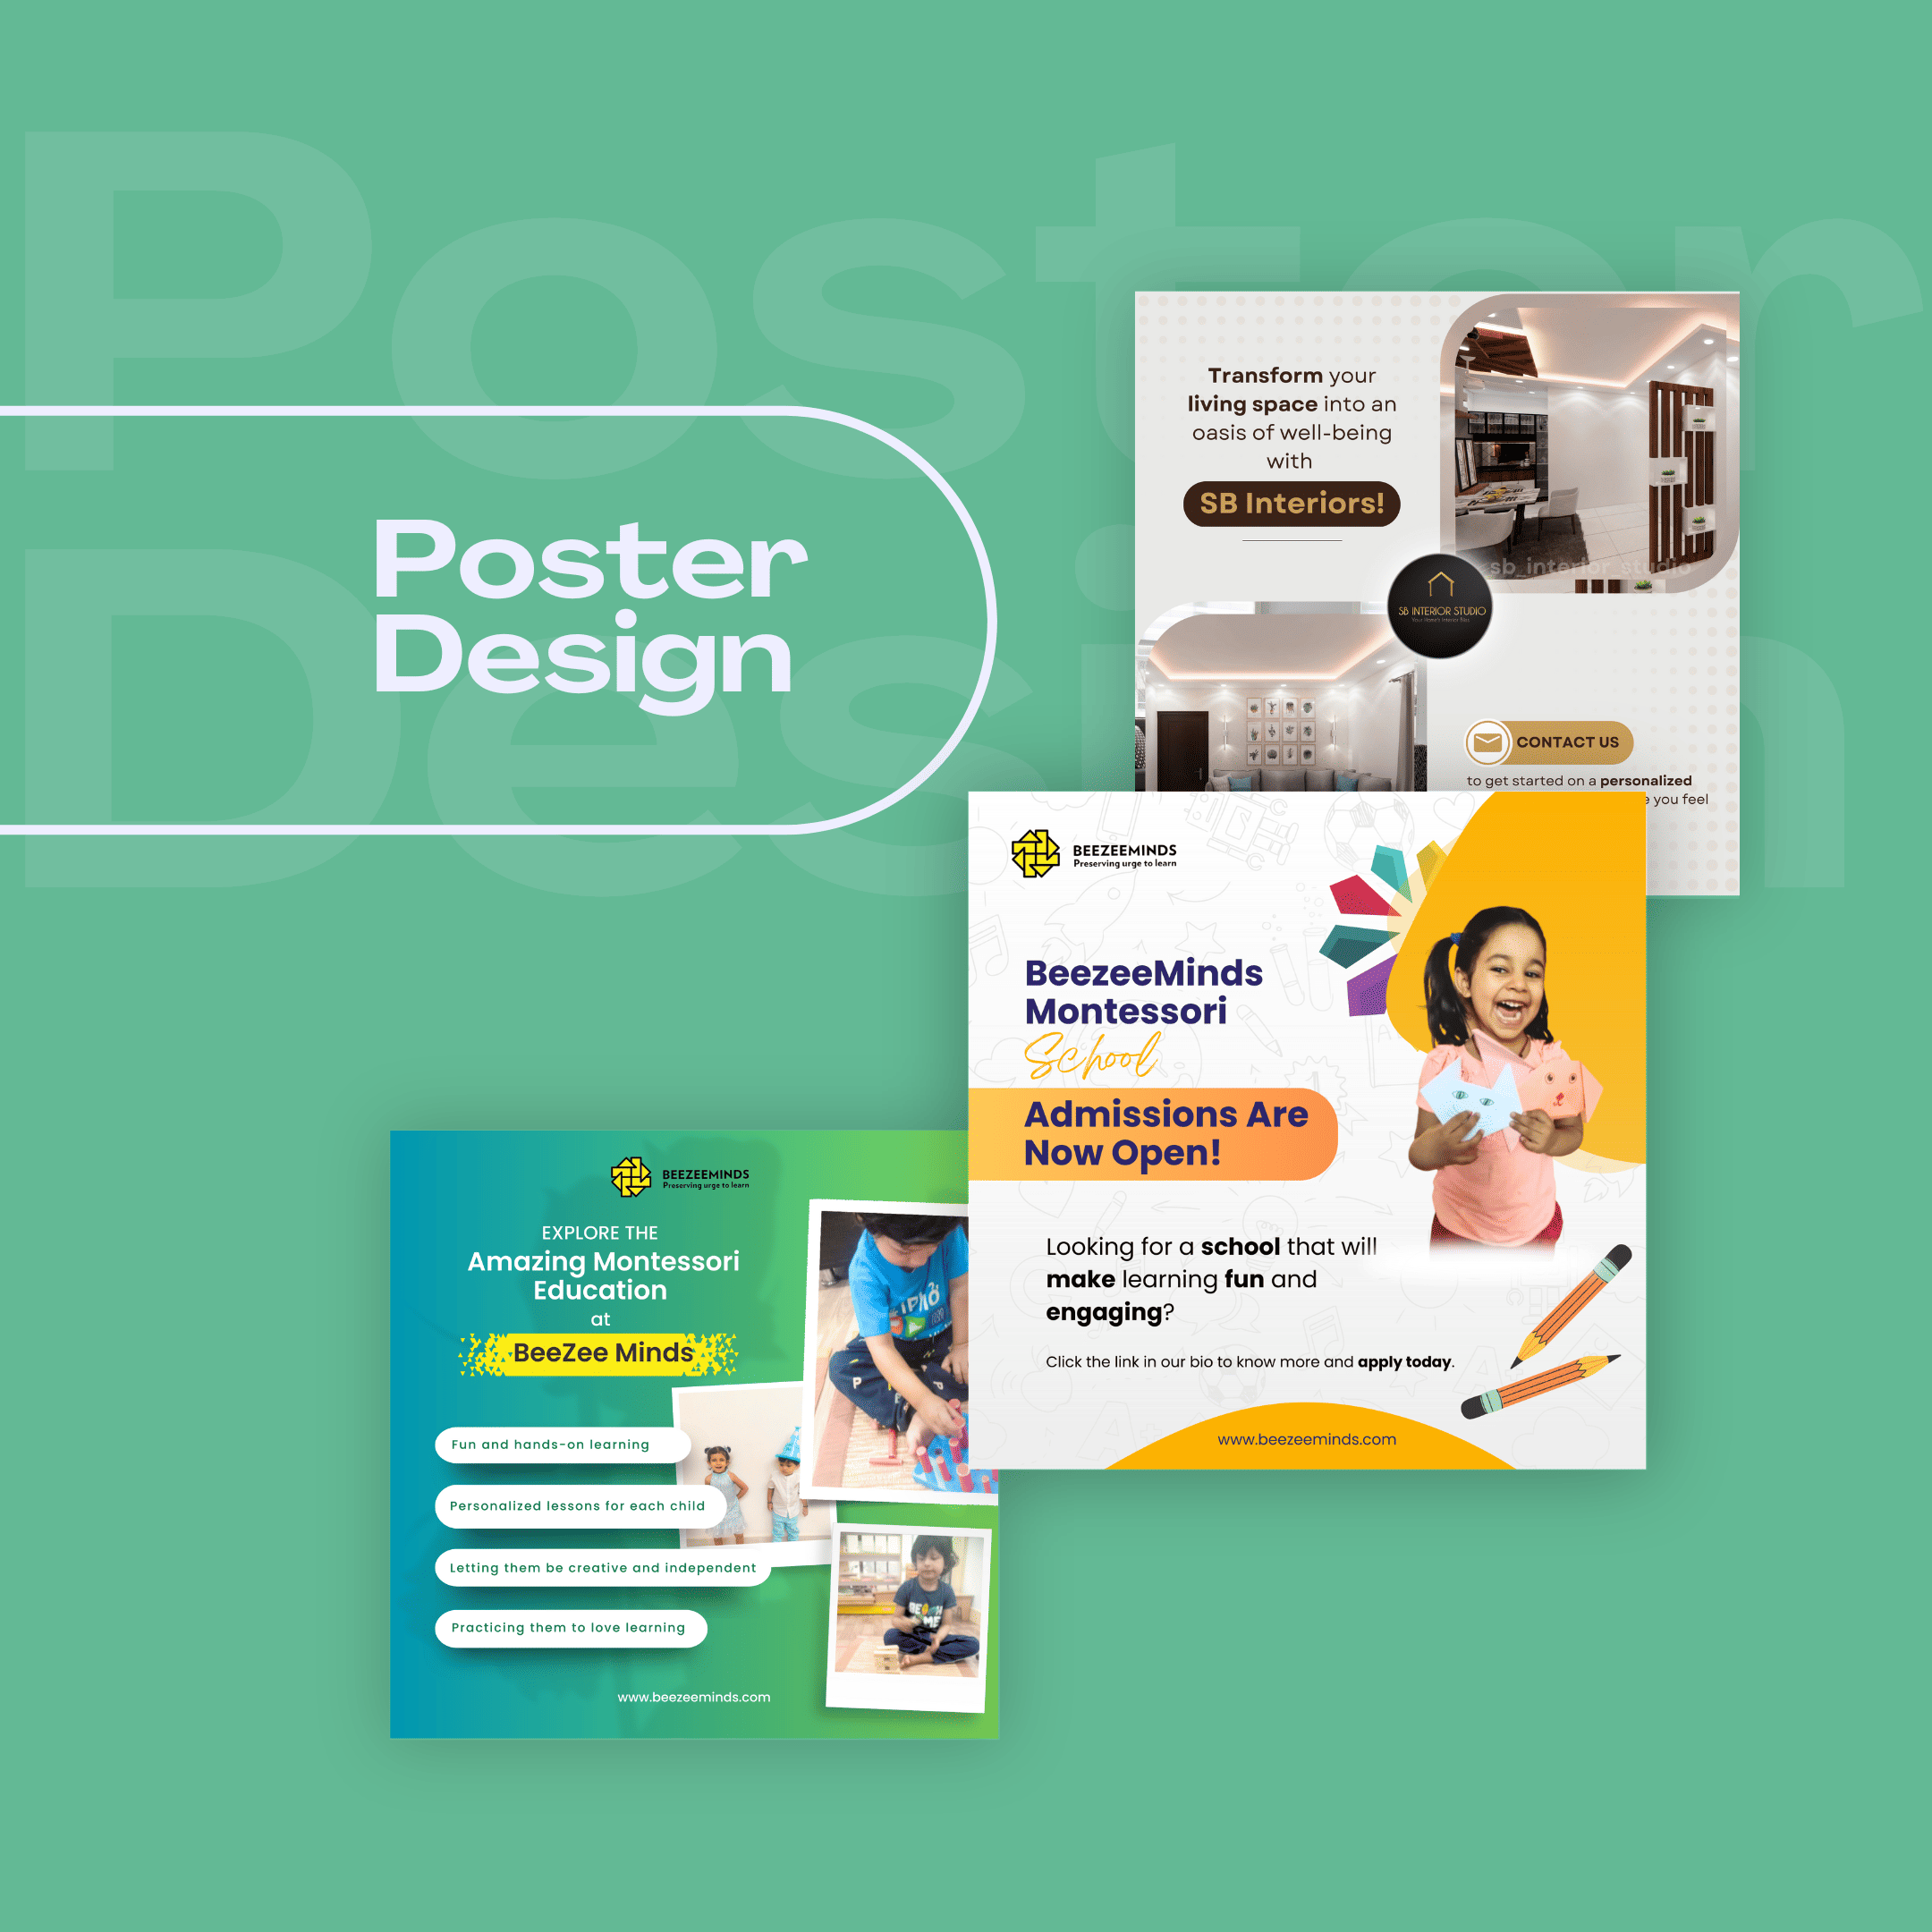 Poster
Design
Poster
Design
Transform your
living space into an
oasis of well-being
with
SB Interiors!
sb_interior_studio
SB INTERIOR STUDIO
CONTACT US
to get started on a personalized
you feel
BEEZEEMINDS
Preserving urge to learn
BeezeeMinds
Montessori
School
Admissions Are
Now Open!
Looking for a school that will
make learning fun and
engaging?
Click the link in our bio to know more and apply today.
www.beezeeminds.com
BEEZEEMINDS
Preserving urge to learn
EXPLORE THE
Amazing Montessori
Education
at
BeeZee Minds
Fun and hands-on learning
Personalized lessons for each child
Letting them be creative and independent
Practicing them to love learning
www.beezeeminds.com